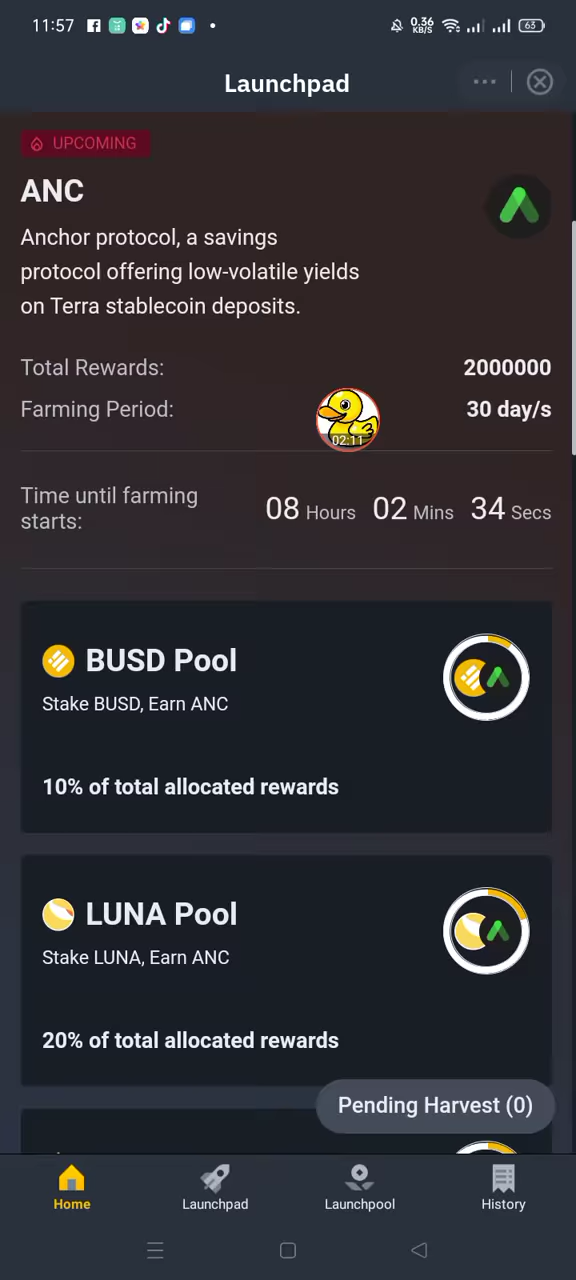 11:57
0.36
KB/S
63
Launchpad
UPCOMING
ANC
Anchor protocol, a savings
protocol offering low-volatile yields
on Terra stablecoin deposits.
Total Rewards: 2000000
Farming Period: 30 day/s
02:11
Time until farming
starts:
08 Hours 02 Mins 34 Secs
BUSD Pool
Stake BUSD, Earn ANC
10% of total allocated rewards
LUNA Pool
Stake LUNA, Earn ANC
20% of total allocated rewards
Pending Harvest (0)
Home Launchpad Launchpool History